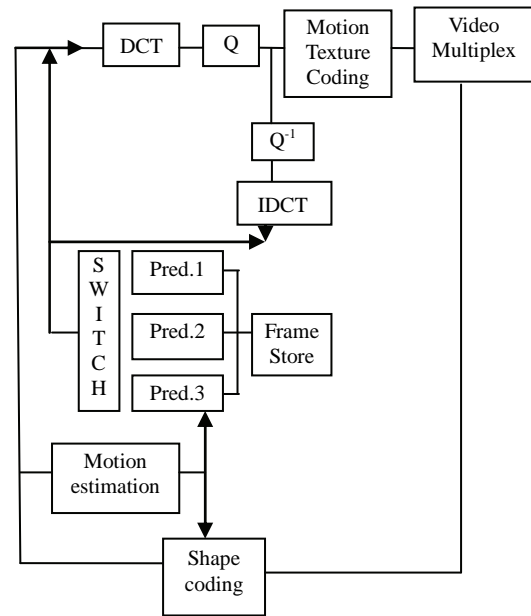 DCT
Q
Motion
Texture
Coding
Video
Multiplex
Q⁻¹
IDCT
S
W
I
T
C
H
Pred.1
Pred.2
Pred.3
Frame
Store
Motion
estimation
Shape
coding